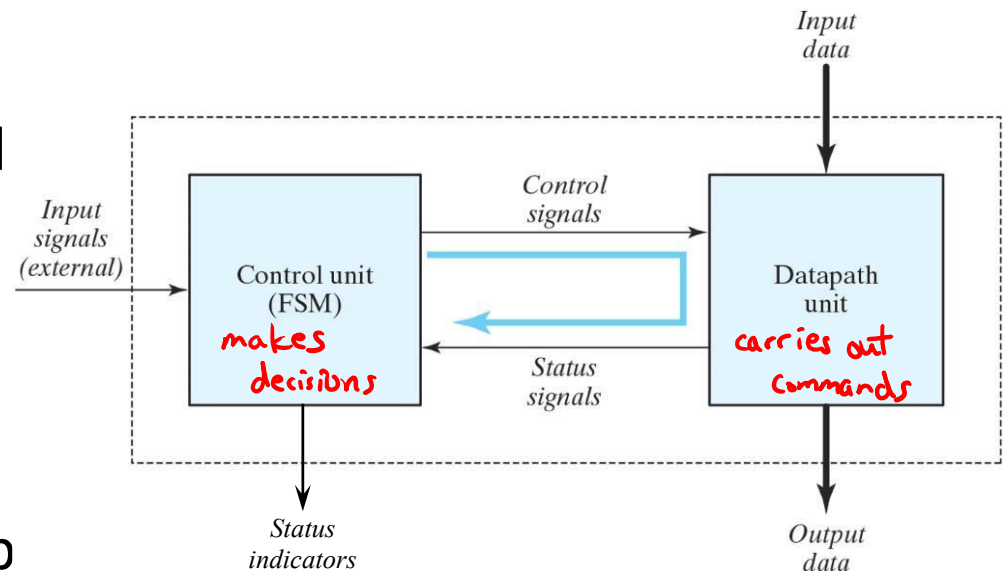 Input
data
Input
signals
(external)
Control
signals
Control unit
(FSM)
makes
decisions
Datapath
unit
carries out
commands
Status
signals
Status
indicators
Output
data